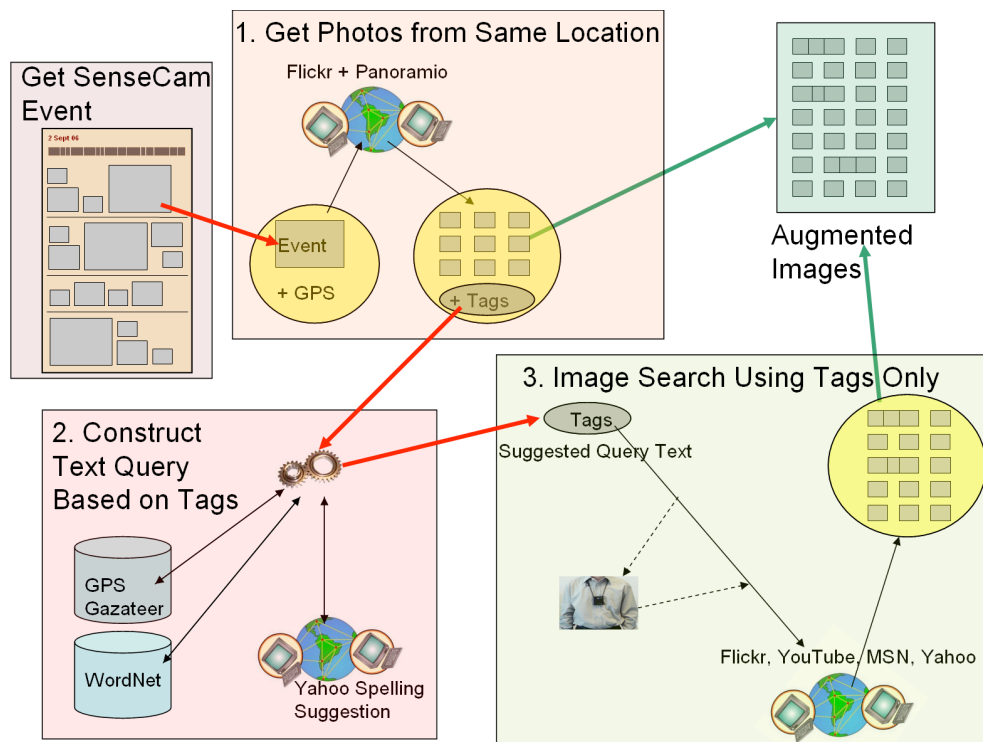 Get SenseCam
Event
2 Sept 06
1. Get Photos from Same Location
Flickr + Panoramio
Event
+ GPS
+ Tags
Augmented
Images
2. Construct
Text Query
Based on Tags
GPS
Gazateer
WordNet
Yahoo Spelling
Suggestion
3. Image Search Using Tags Only
Tags
Suggested Query Text
Flickr, YouTube, MSN, Yahoo